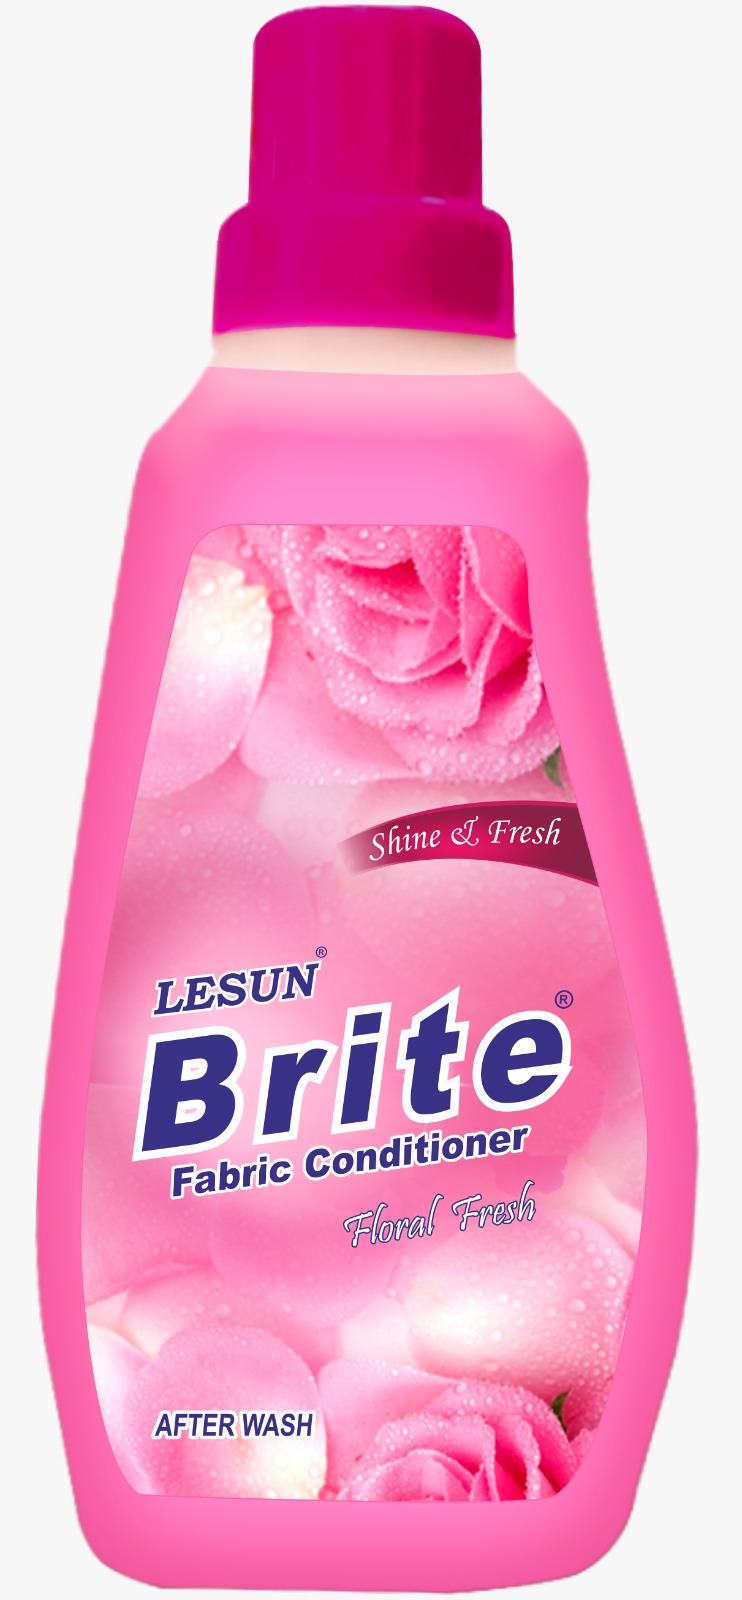 Shine & Fresh
LESUN®
Brite®
Fabric Conditioner
Floral Fresh
AFTER WASH